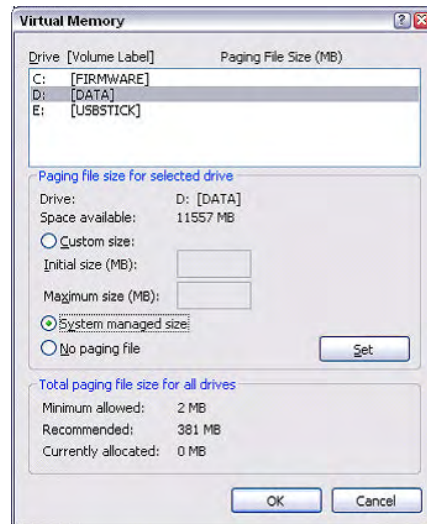 Virtual Memory
Drive [Volume Label] Paging File Size (MB)
C: [FIRMWARE]
D: [DATA]
E: [USBSTICK]
Paging file size for selected drive
Drive: D: [DATA]
Space available: 11557 MB
Custom size:
Initial size (MB):
Maximum size (MB):
System managed size
No paging file
Set
Total paging file size for all drives
Minimum allowed: 2 MB
Recommended: 381 MB
Currently allocated: 0 MB
OK Cancel